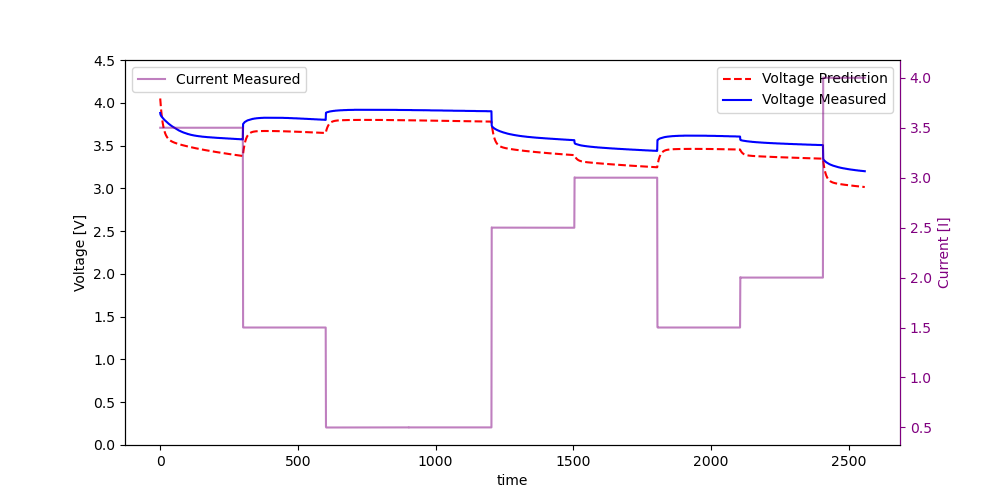 Current Measured
Voltage Prediction
Voltage Measured
4.5
4.0
3.5
3.0
2.5
2.0
1.5
1.0
0.5
0.0
Voltage [V]
4.0
3.5
3.0
2.5
2.0
1.5
1.0
0.5
Current [I]
0 500 1000 1500 2000 2500
time